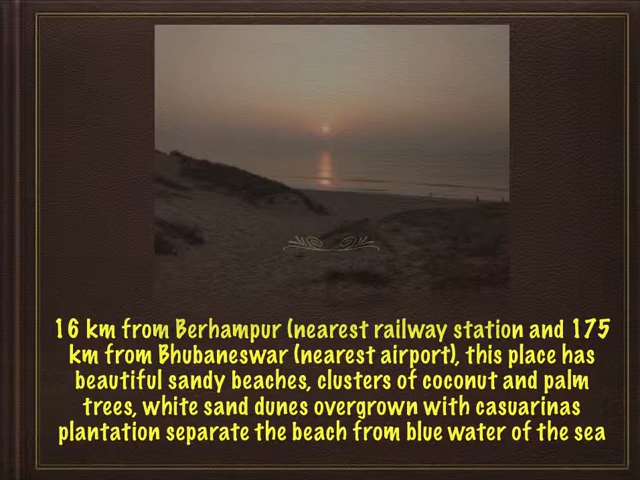 16 km from Berhampur (nearest railway station and 175
km from Bhubaneswar (nearest airport), this place has
beautiful sandy beaches, clusters of coconut and palm
trees, white sand dunes overgrown with casuarinas
plantation separate the beach from blue water of the sea